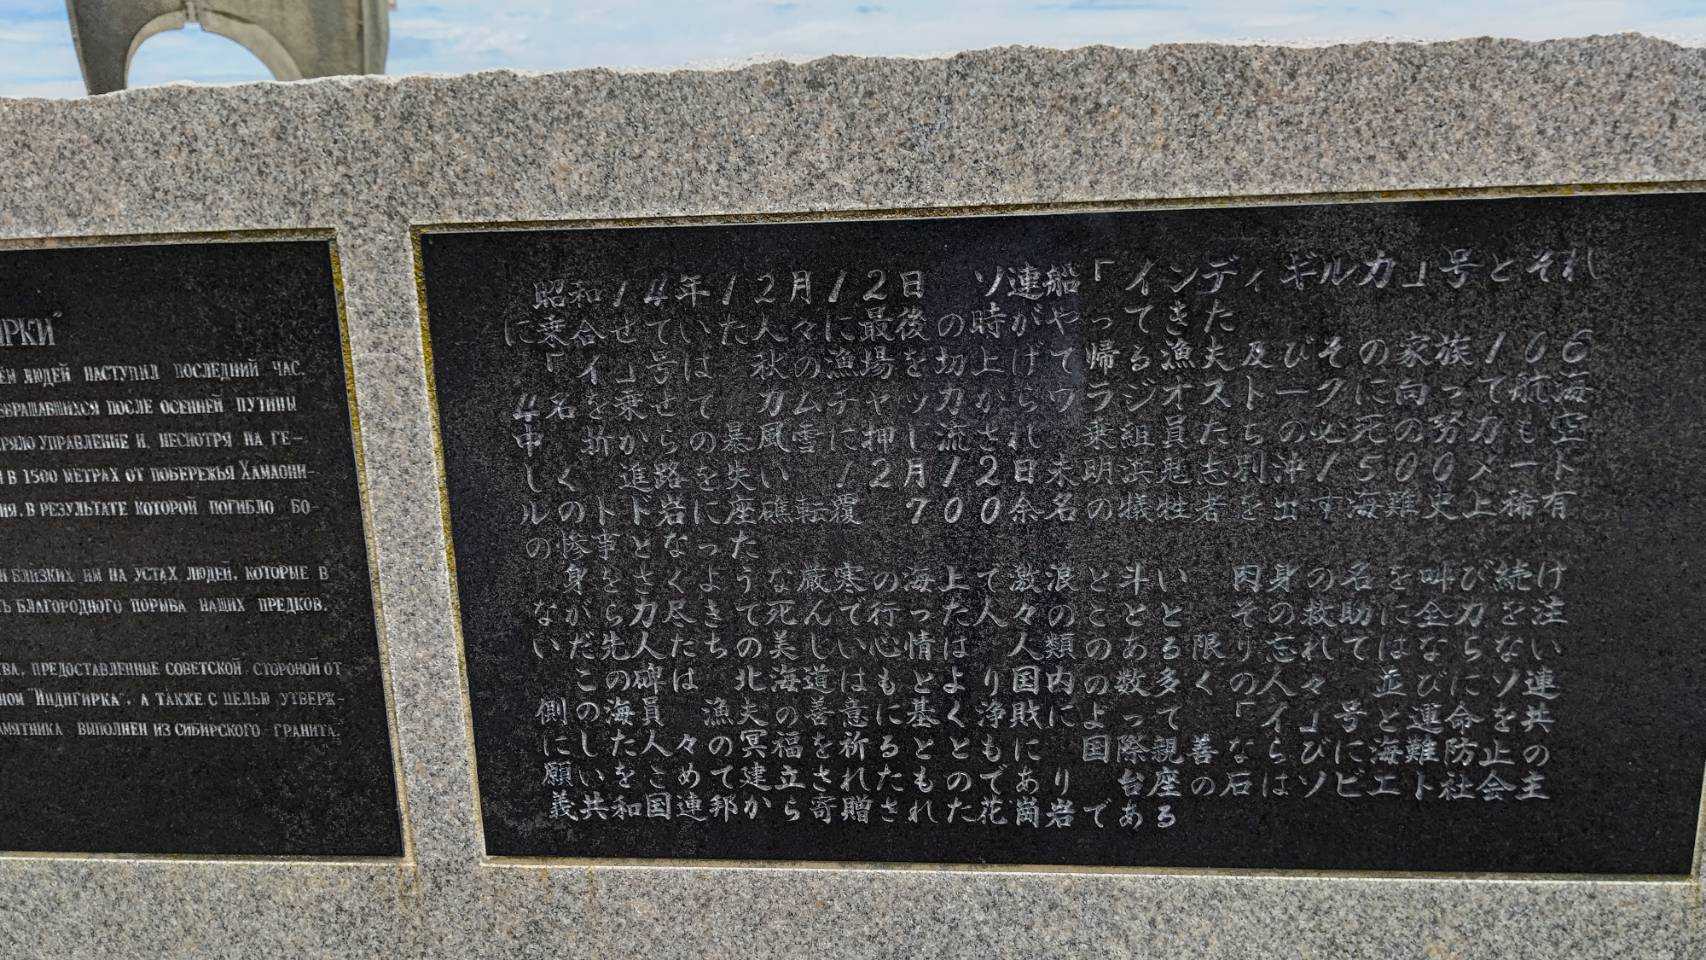 ИРКИ"
ЕМ ЛЮДЕЙ НАСТУПИЛ ПОСЛЕДНИЙ ЧАС.
ВРАЩАВШИХСЯ ПОСЛЕ ОСЕННЕЙ ПУТИНЫ
РЯЛО УПРАВЛЕНИЕ И, НЕСМОТРЯ НА ГЕ-
В 1500 МЕТРАХ ОТ ПОБЕРЕЖЬЯ ХАМАОНИ-
ИЯ. В РЕЗУЛЬТАТЕ КОТОРОЙ ПОГИБЛО БО-
БЛИЗКИХ ИМ НА УСТАХ ЛЮДЕЙ, КОТОРЫЕ В
БЛАГОРОДНОГО ПОРЫВА НАШИХ ПРЕДКОВ.
ВА, ПРЕДОСТАВЛЕННЫЕ СОВЕТСКОЙ СТОРОНОЙ ОТ
НОМ "ИНДИГИРКА", А ТАКЖЕ С ЦЕЛЬЮ УТВЕРЖ-
АМЯТНИКА ВЫПОЛНЕН ИЗ СИБИРСКОГО ГРАНИТА.
昭和14年12月12日 ソ連船「インディギルカ」号とそれ
に乗合せていた人々に最後の時がやってきた
「イ」号は秋の漁場を切上げて帰る漁夫及びその家族106
4名を乗せてカムチャツカからウラジオストークに向って航海
中 折からの暴風雪に押し流され乗組員たちの必死の努力も空
しく進路を失い 12月12日未明浜鬼志別沖1500メート
ルのトド岩に座礁転覆 700余名の犠牲者を出す海難史上稀有
の惨事となった
身をさくような厳寒の海上で激浪と斗い 肉身の名を叫び続け
ながら力尽きて死んで行った人々のこととその救助に全力を注
いだ先人たちの美しい心情は人類のある限り忘れてはならない
この碑は北海道はもとより国内の数多くの人々 並びにソ連
側の海員 漁夫の善意に基く浄財によって「イ」号と運命を共
にした人々の冥福を祈るとともに国際親善ならびに海難防止の
願いをこめて建立されたものであり台座の石はソビエト社会主
義共和国連邦から寄贈された花崗岩である